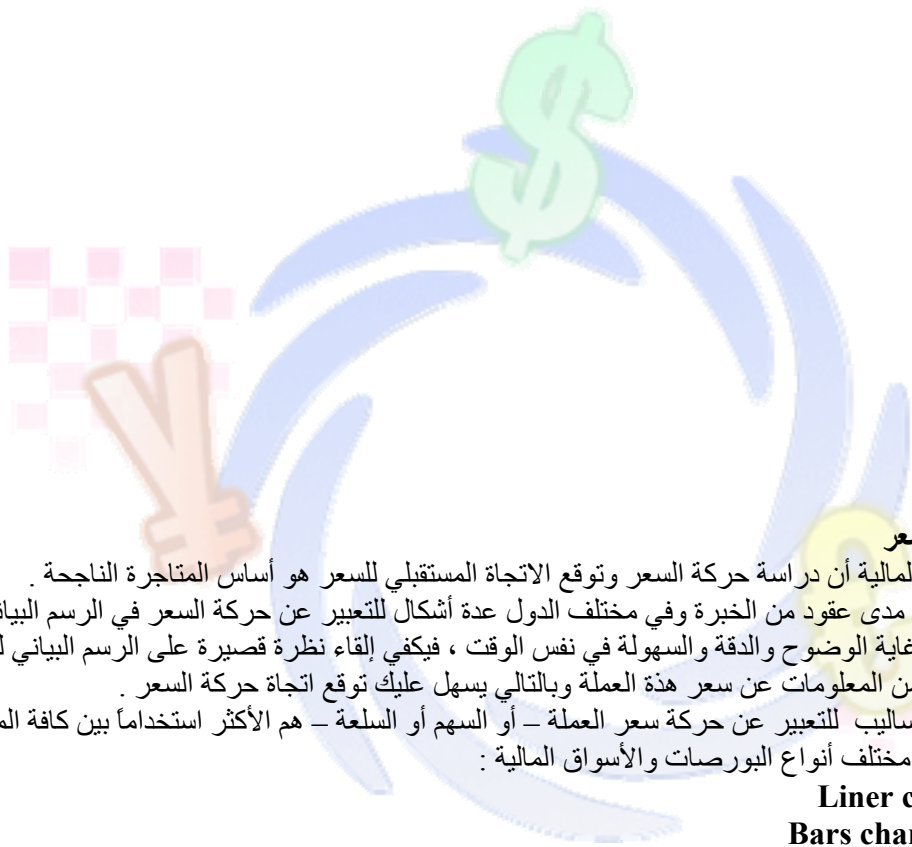 المالية أن دراسة حركة السعر وتوقع الاتجاة المستقبلي للسعر هو أساس المتاجرة الناجحة .
مدى عقود من الخبرة وفي مختلف الدول عدة أشكال للتعبير عن حركة السعر في الرسم
غاية الوضوح والدقة والسهولة في نفس الوقت ، فيكفي إلقاء نظرة قصيرة على الرسم البياني
من المعلومات عن سعر هذة العملة وبالتالي يسهل عليك توقع اتجاة حركة السعر .
للتعبير عن حركة سعر العملة – أو السهم أو السلعة – هم الأكثر استخداماً بين كافة
مختلف أنواع البورصات والأسواق المالية :
Liner
Bars